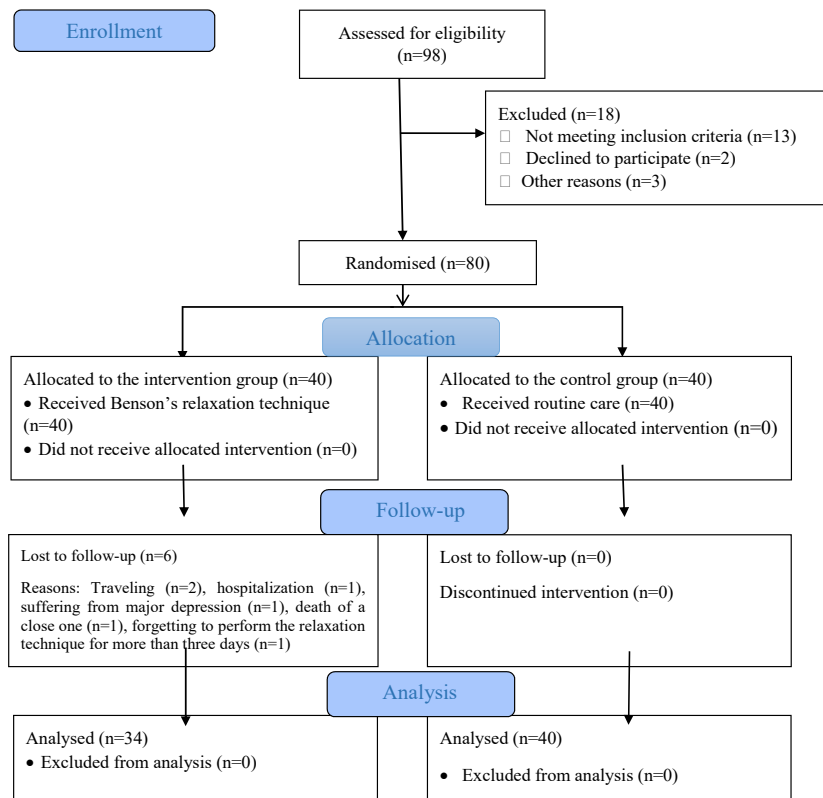 Enrollment
Assessed for eligibility
(n=98)
Excluded (n=18)
Not meeting inclusion criteria (n=13)
Declined to participate (n=2)
Other reasons (n=3)
Randomised (n=80)
Allocation
Allocated to the intervention group (n=40)
• Received Benson's relaxation technique
(n=40)
• Did not receive allocated intervention (n=0)
Allocated to the control group (n=40)
• Received routine care (n=40)
• Did not receive allocated intervention (n=0)
Follow-up
Lost to follow-up (n=6)
Reasons: Traveling (n=2), hospitalization (n=1),
suffering from major depression (n=1), death of a
close one (n=1), forgetting to perform the relaxation
technique for more than three days (n=1)
Lost to follow-up (n=0)
Discontinued intervention (n=0)
Analysis
Analysed (n=34)
• Excluded from analysis (n=0)
Analysed (n=40)
• Excluded from analysis (n=0)